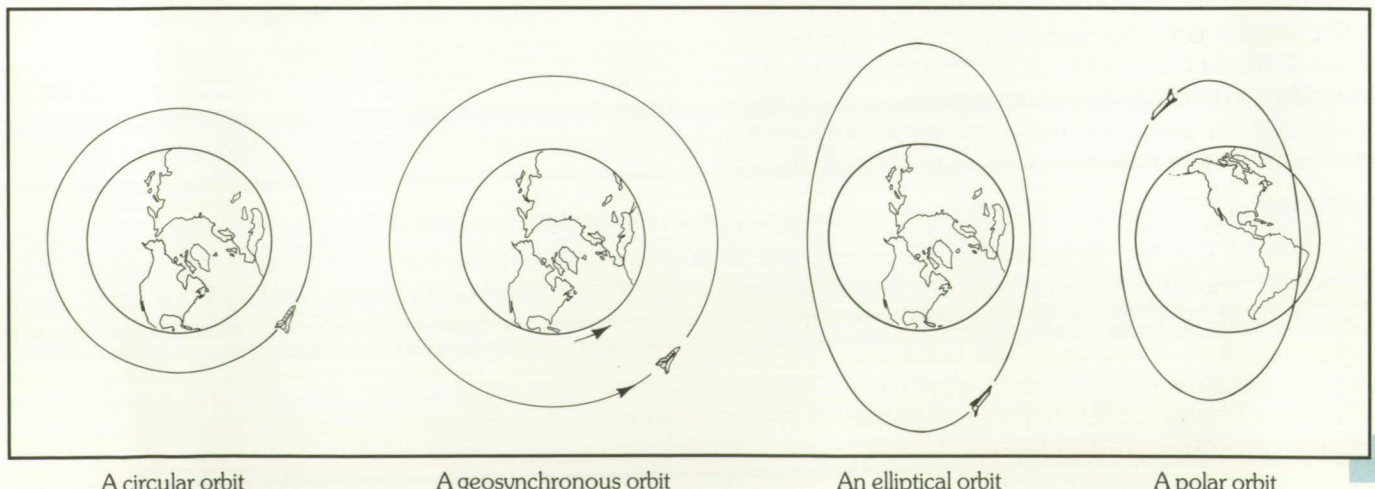 A circular orbit
A geosynchronous orbit
An elliptical orbit
A polar orbit